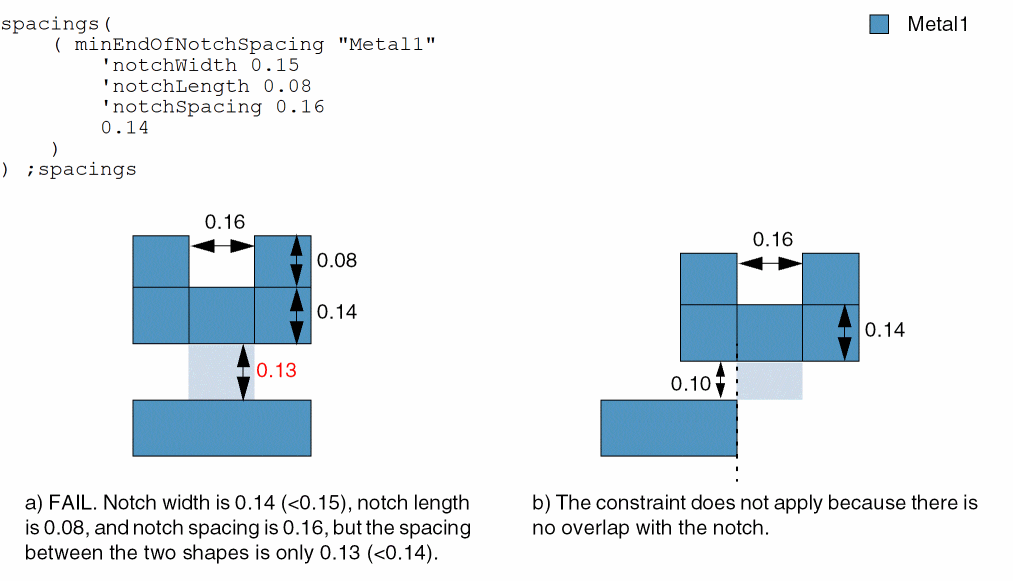 spacings(
( minEndOfNotchSpacing "Metal1"
'notchWidth 0.15
'notchLength 0.08
'notchSpacing 0.16
0.14
)
) ;spacings
Metal1
0.16
0.08
0.14
0.13
0.16
0.14
0.10
a) FAIL. Notch width is 0.14 (<0.15), notch length
is 0.08, and notch spacing is 0.16, but the spacing
between the two shapes is only 0.13 (<0.14).
b) The constraint does not apply because there is
no overlap with the notch.